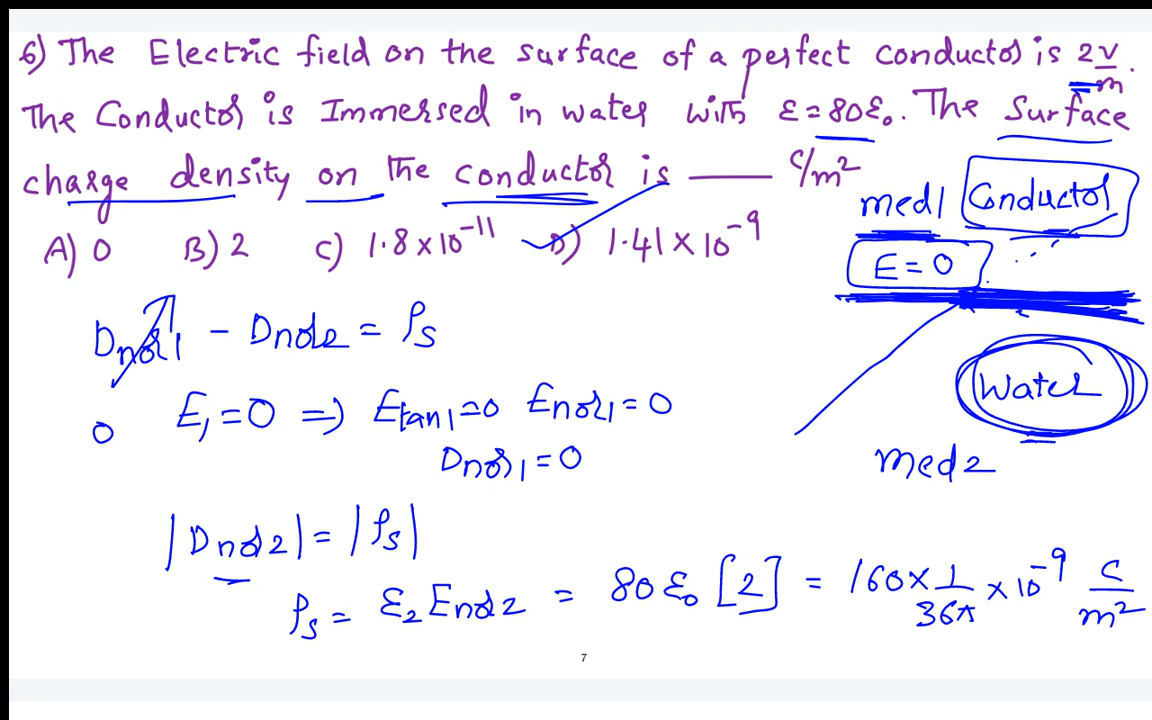 6) The Electric field on the surface of a perfect conductor is 2 V/m.
The Conductor is Immersed in water with ε = 80ε₀. The Surface
charge density on the conductor is ____ C/m²
A) 0 B) 2 C) 1.8 × 10⁻¹¹ D) 1.41 × 10⁻⁹
med1 Conductor
E = 0
Dnor1 - Dnor2 = ρs
0 E₁ = 0 => Etan1 = 0 Enor1 = 0
Dnor1 = 0
Water
med2
|Dnor2| = |ρs|
ρs = ε₂ Enor2 = 80 ε₀ [2] = 160 × 1/36π × 10⁻⁹ C/m²
7